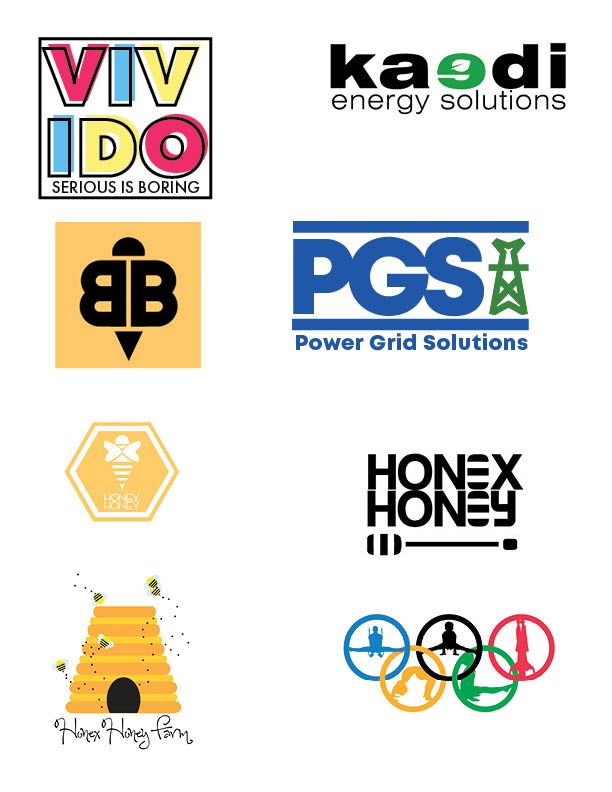 VIV
IDO
SERIOUS IS BORING
kaedi
energy solutions
BB
PGS
Power Grid Solutions
HONEX
HONEY
HONEX
HONEY
Honex Honey Farm